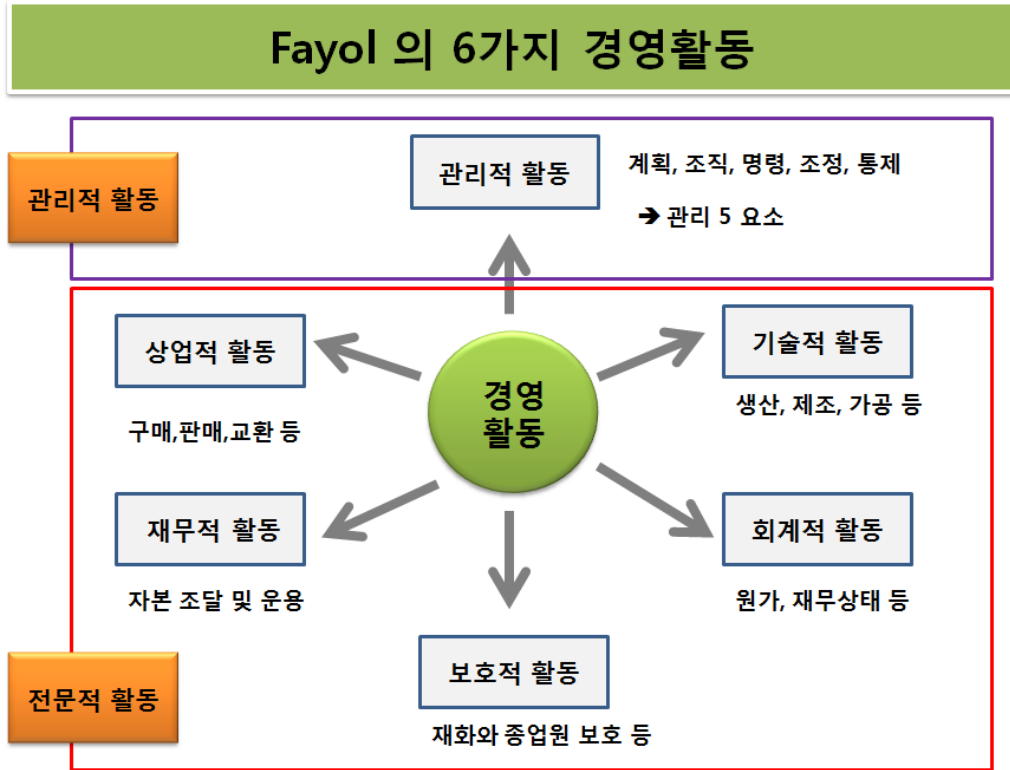 Fayol 의 6가지 경영활동
관리적 활동
관리적 활동
계획, 조직, 명령, 조정, 통제
➔ 관리 5 요소
상업적 활동
구매,판매,교환 등
기술적 활동
생산, 제조, 가공 등
경영
활동
재무적 활동
자본 조달 및 운용
회계적 활동
원가, 재무상태 등
보호적 활동
재화와 종업원 보호 등
전문적 활동